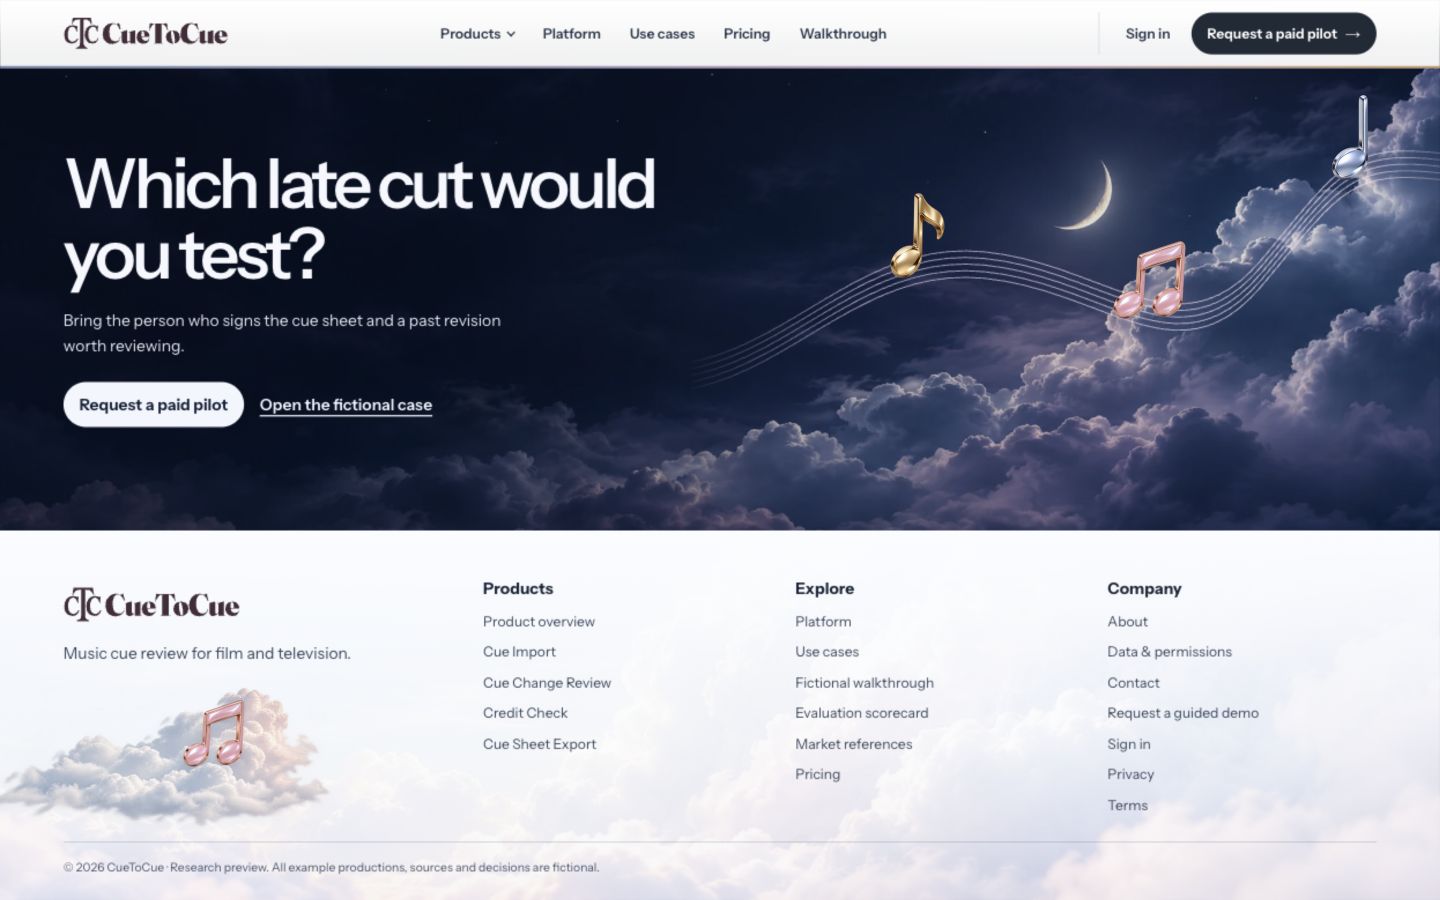 CTC CueToCue
Products
Platform
Use cases
Pricing
Walkthrough
Sign in
Request a paid pilot →
Which late cut would
you test?
Bring the person who signs the cue sheet and a past revision
worth reviewing.
Request a paid pilot
Open the fictional case
CTC CueToCue
Music cue review for film and television.
Products
Product overview
Cue Import
Cue Change Review
Credit Check
Cue Sheet Export
Explore
Platform
Use cases
Fictional walkthrough
Evaluation scorecard
Market references
Pricing
Company
About
Data & permissions
Contact
Request a guided demo
Sign in
Privacy
Terms
© 2026 CueToCue · Research preview. All example productions, sources and decisions are fictional.